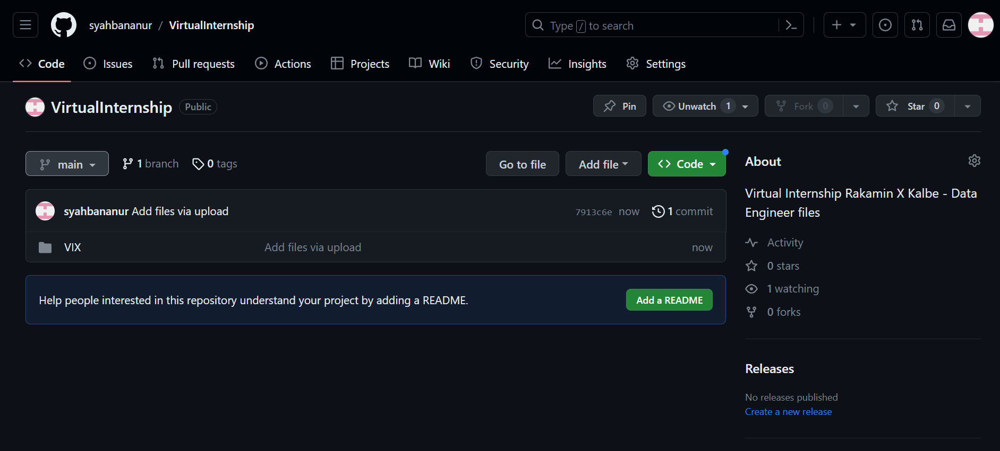 syahbananur / VirtualInternship
Type / to search
Code Issues Pull requests Actions Projects Wiki Security Insights Settings
VirtualInternship Public
Pin Unwatch 1 Fork 0 Star 0
main 1 branch 0 tags
Go to file Add file Code
syahbananur Add files via upload 7913c6e now 1 commit
VIX Add files via upload now
Help people interested in this repository understand your project by adding a README.
Add a README
About
Virtual Internship Rakamin X Kalbe - Data
Engineer files
Activity
0 stars
1 watching
0 forks
Releases
No releases published
Create a new release